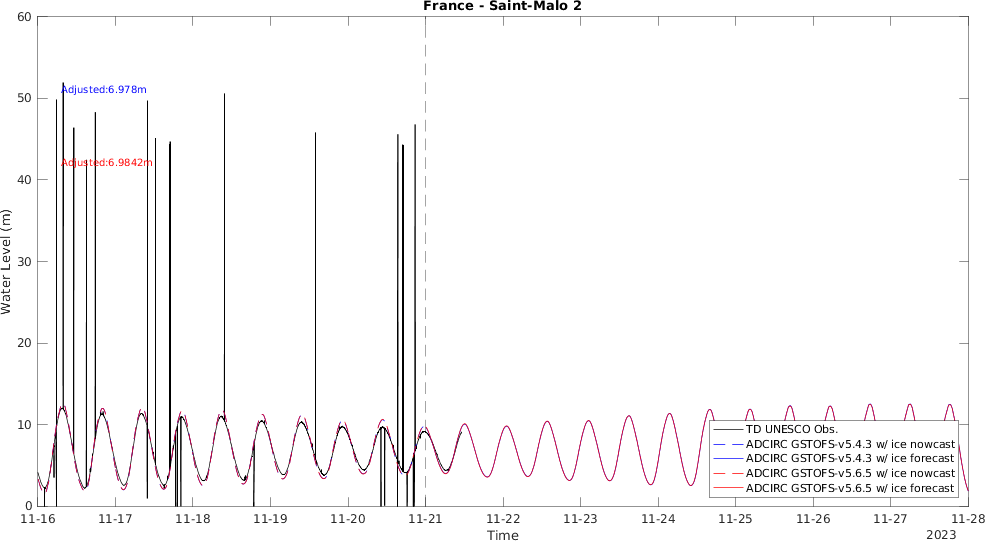 France - Saint-Malo 2
60
50
40
30
20
10
0
Water Level (m)
Adjusted:6.978m
Adjusted:6.9842m
TD UNESCO Obs.
ADCIRC GSTOFS-v5.4.3 w/ ice nowcast
ADCIRC GSTOFS-v5.4.3 w/ ice forecast
ADCIRC GSTOFS-v5.6.5 w/ ice nowcast
ADCIRC GSTOFS-v5.6.5 w/ ice forecast
11-16 11-17 11-18 11-19 11-20 11-21 11-22 11-23 11-24 11-25 11-26 11-27 11-28
Time
2023